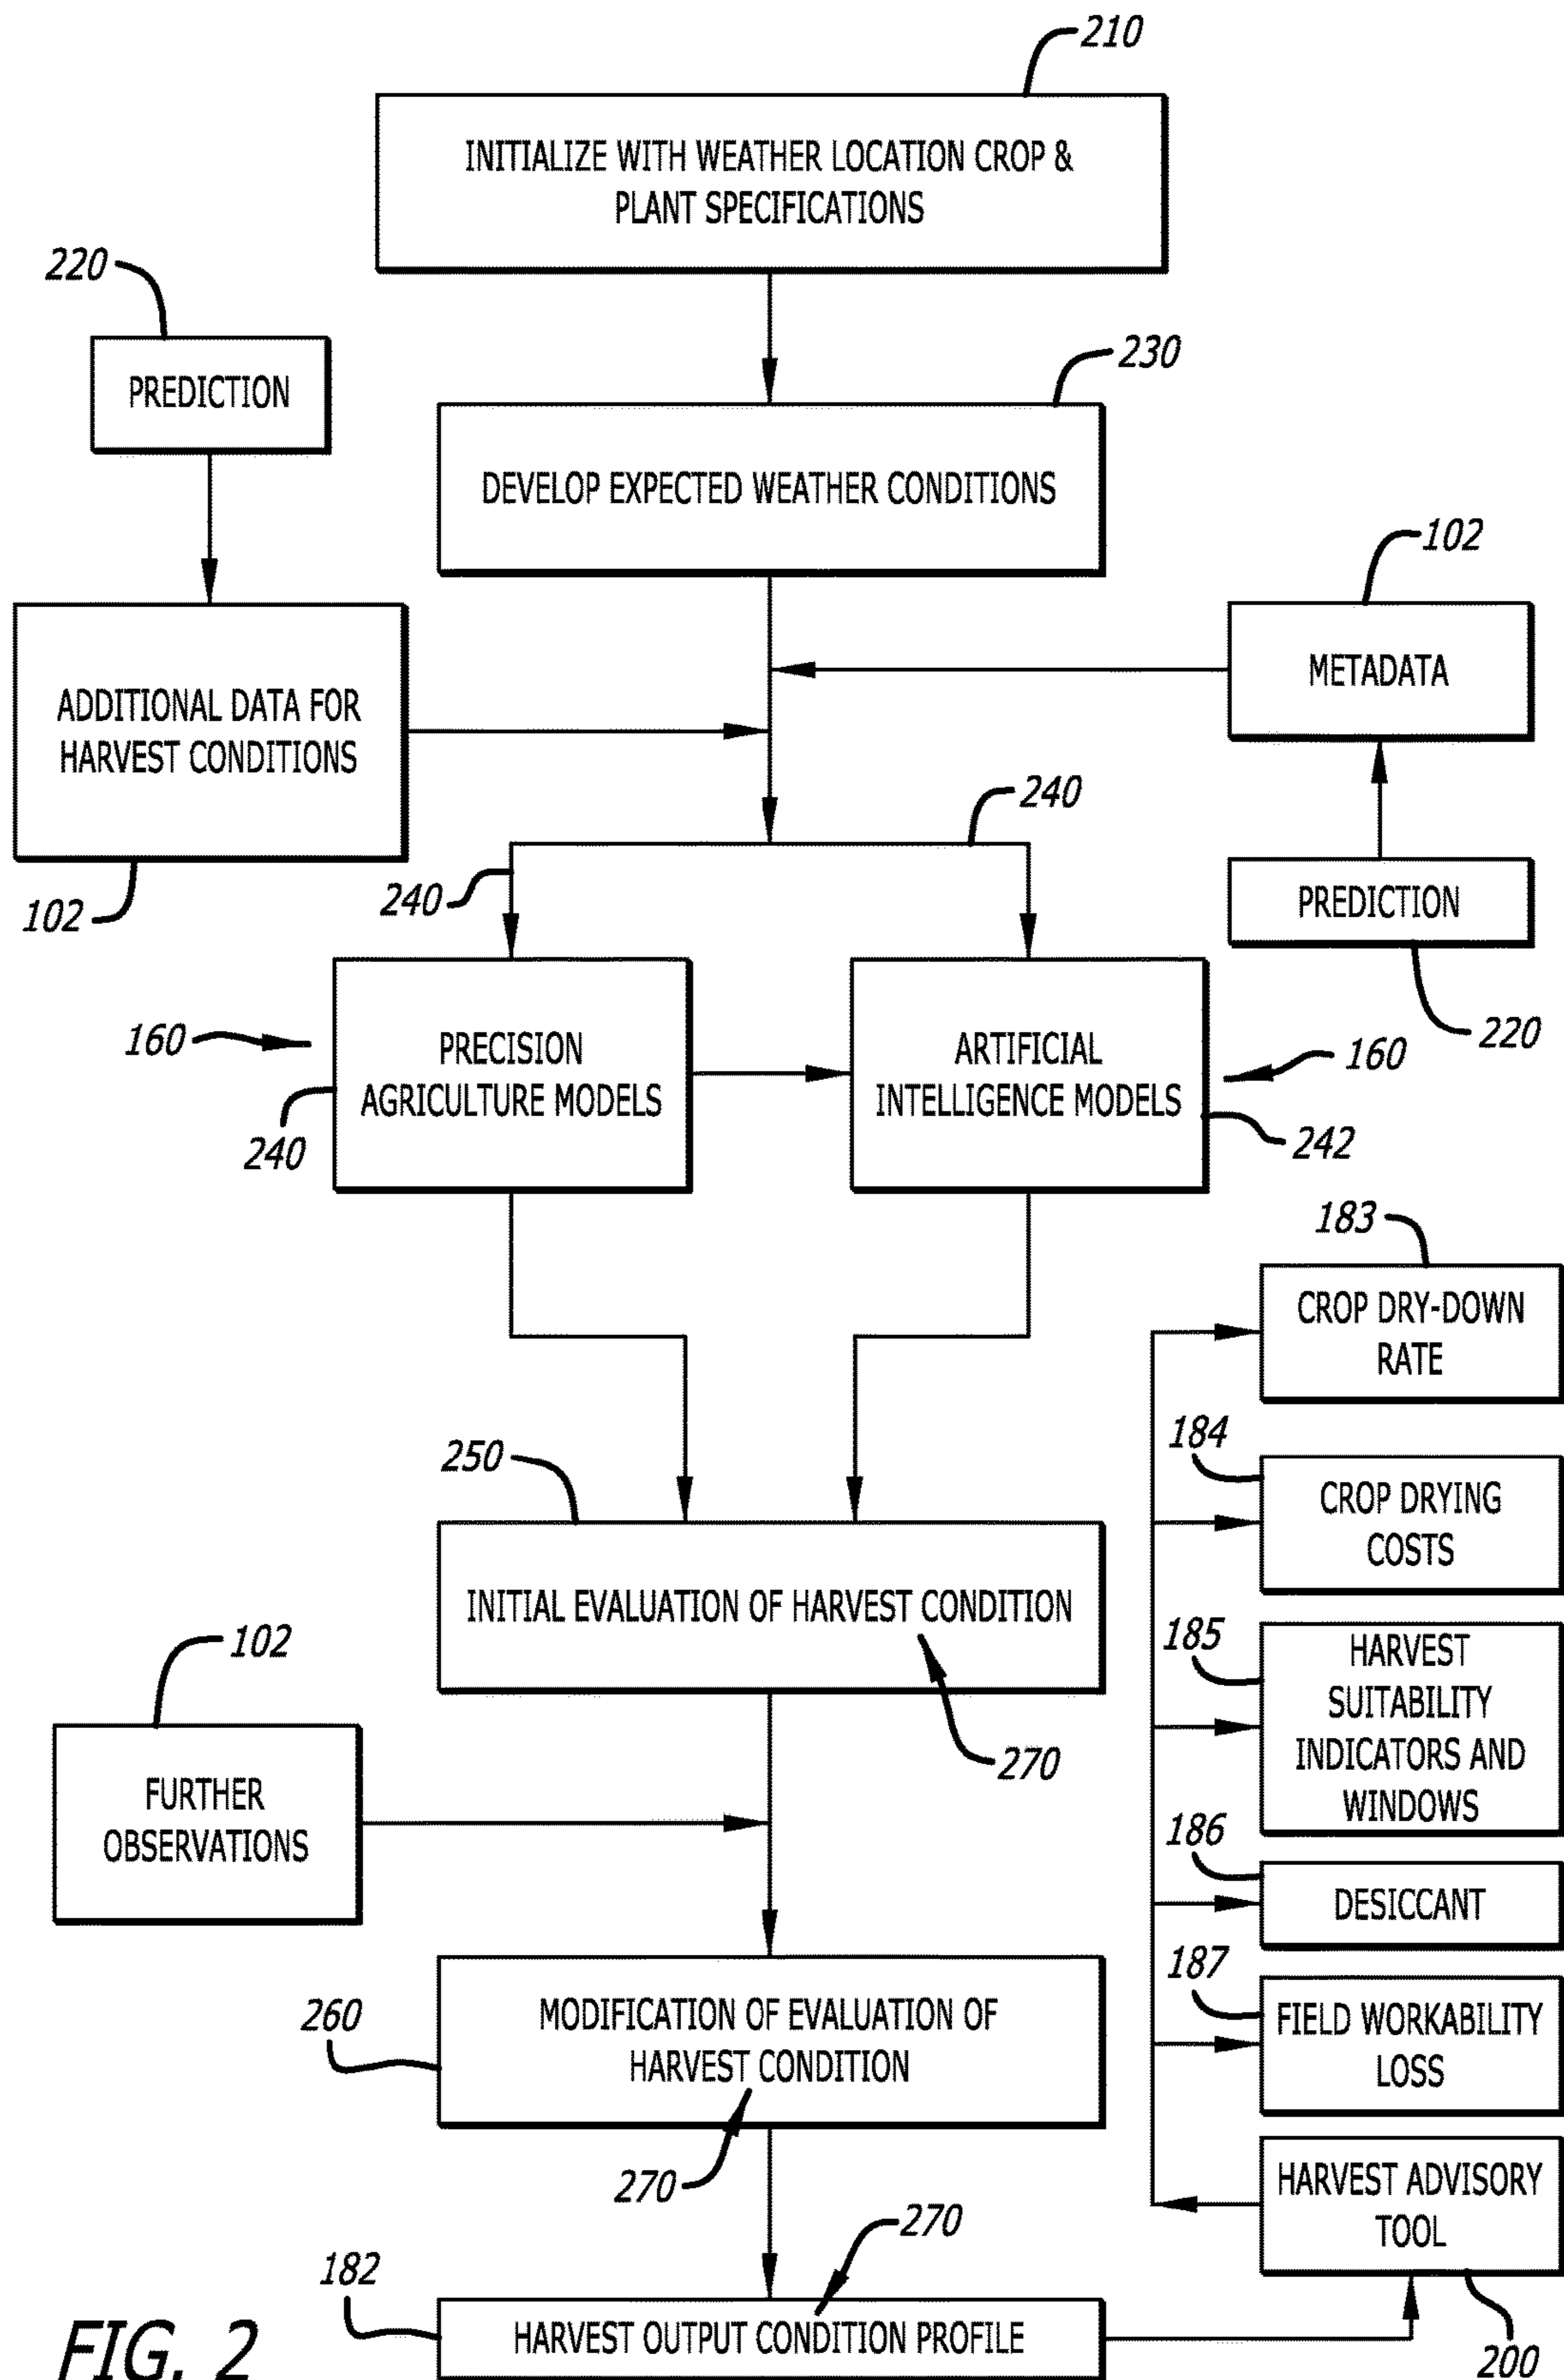 210
INITIALIZE WITH WEATHER LOCATION CROP &
PLANT SPECIFICATIONS
220
PREDICTION
230
DEVELOP EXPECTED WEATHER CONDITIONS
102
METADATA
ADDITIONAL DATA FOR
HARVEST CONDITIONS
102
240
240
PREDICTION
220
160
PRECISION
AGRICULTURE MODELS
240
ARTIFICIAL
INTELLIGENCE MODELS
160
242
183
CROP DRY-DOWN
RATE
184
CROP DRYING
COSTS
250
INITIAL EVALUATION OF HARVEST CONDITION
270
185
HARVEST
SUITABILITY
INDICATORS AND
WINDOWS
102
FURTHER
OBSERVATIONS
186
DESICCANT
187
FIELD WORKABILITY
LOSS
260
MODIFICATION OF EVALUATION OF
HARVEST CONDITION
270
HARVEST ADVISORY
TOOL
200
270
182
HARVEST OUTPUT CONDITION PROFILE
FIG. 2